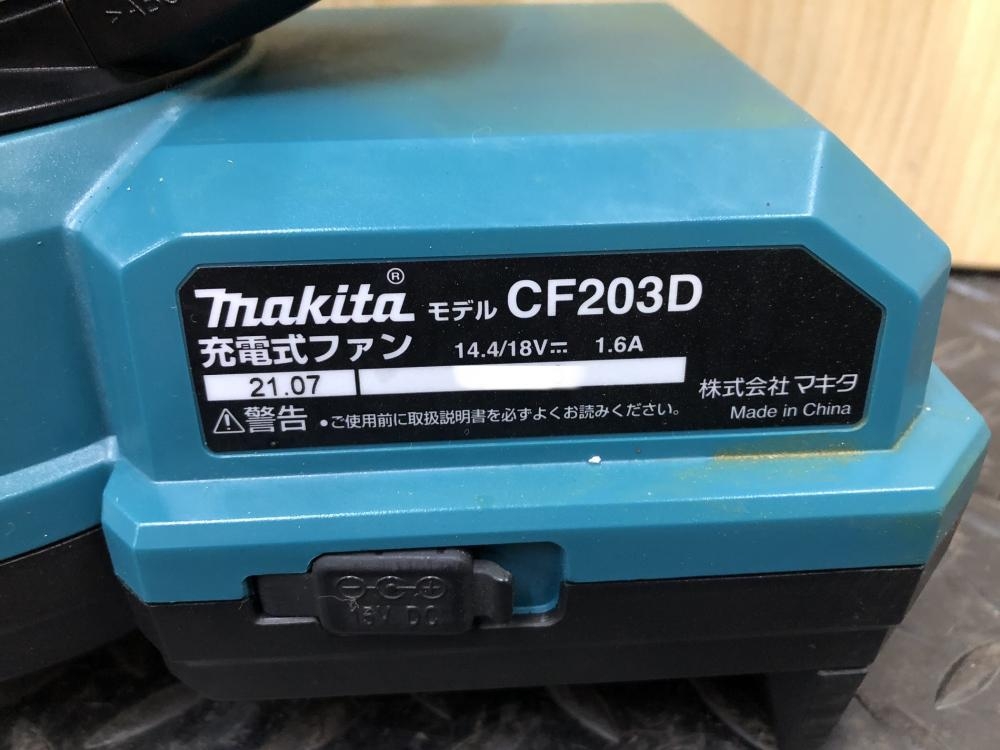 makita® モデル CF203D
充電式ファン 14.4/18V⎓ 1.6A
21.07
⚠警告 •ご使用前に取扱説明書を必ずよくお読みください。
株式会社マキタ
Made in China
15V DC